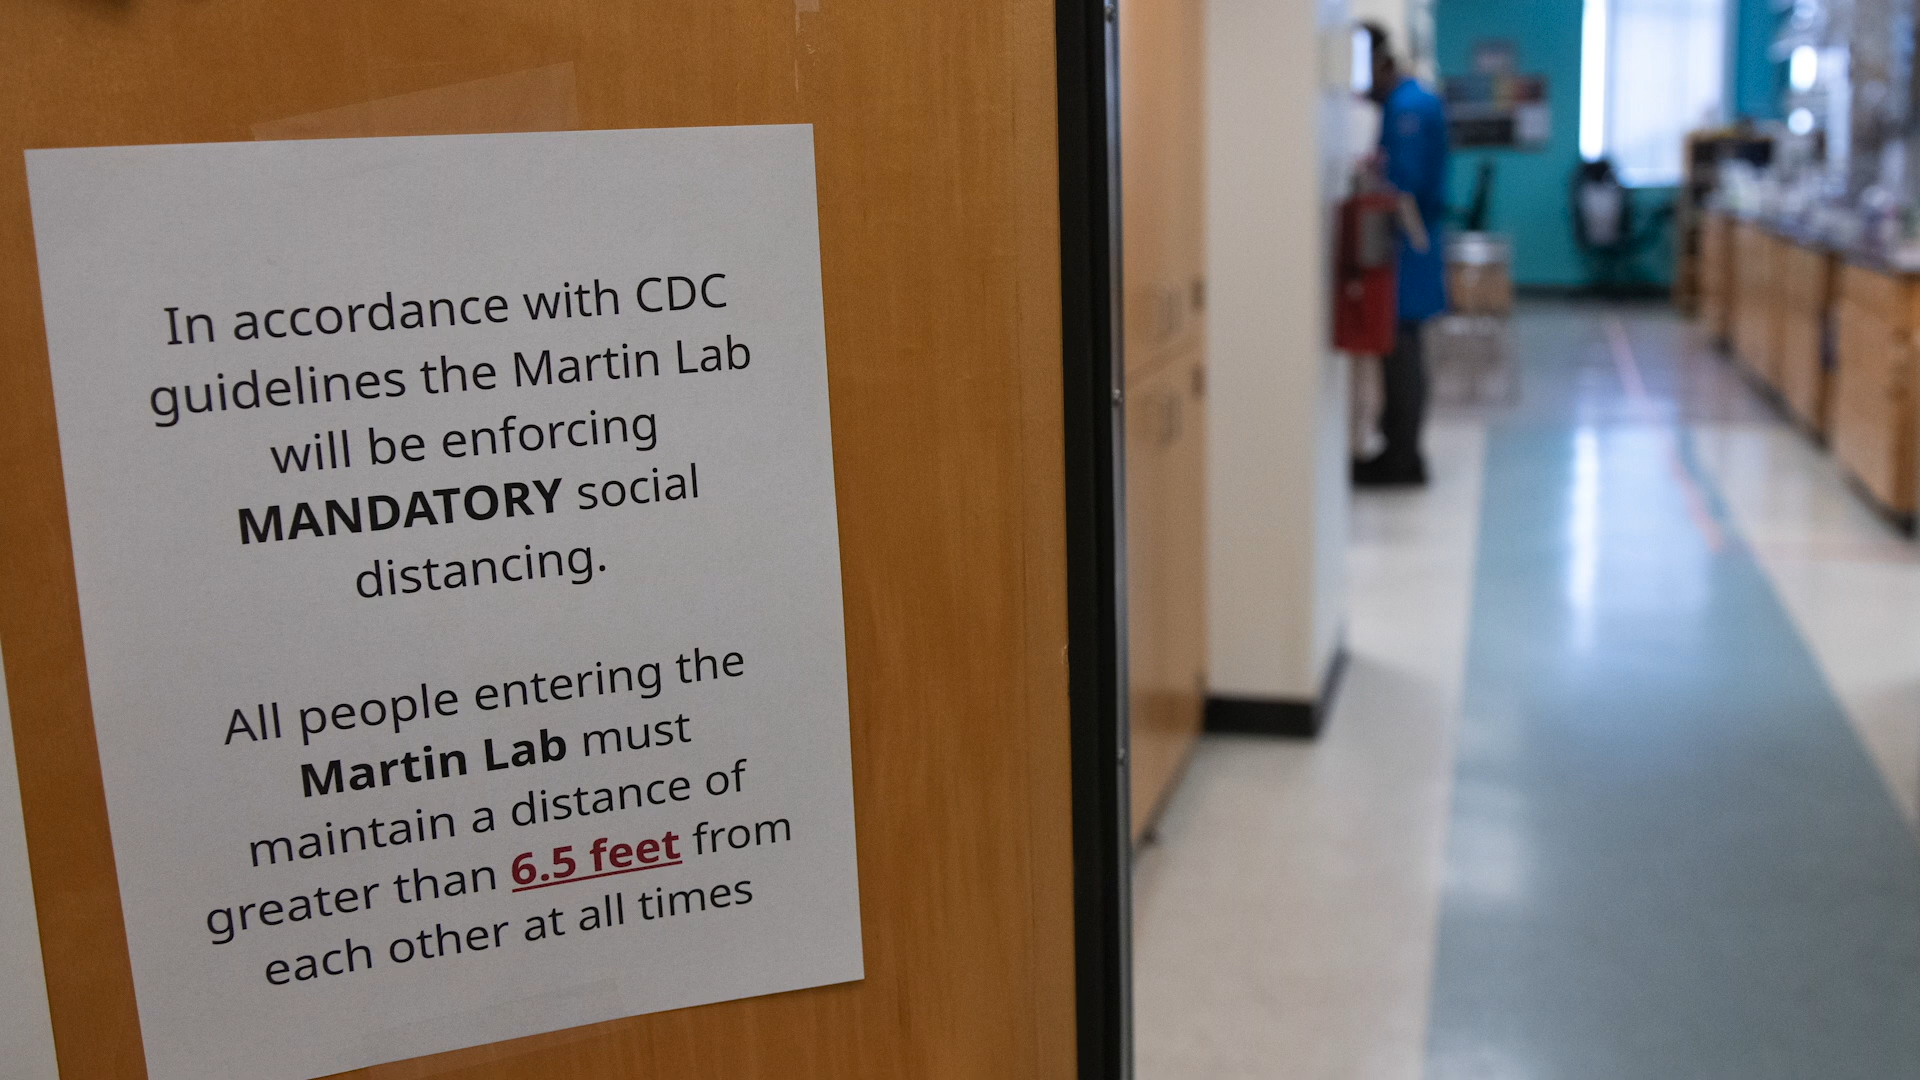 In accordance with CDC
guidelines the Martin Lab
will be enforcing
MANDATORY social
distancing.
All people entering the
Martin Lab must
maintain a distance of
greater than 6.5 feet from
each other at all times